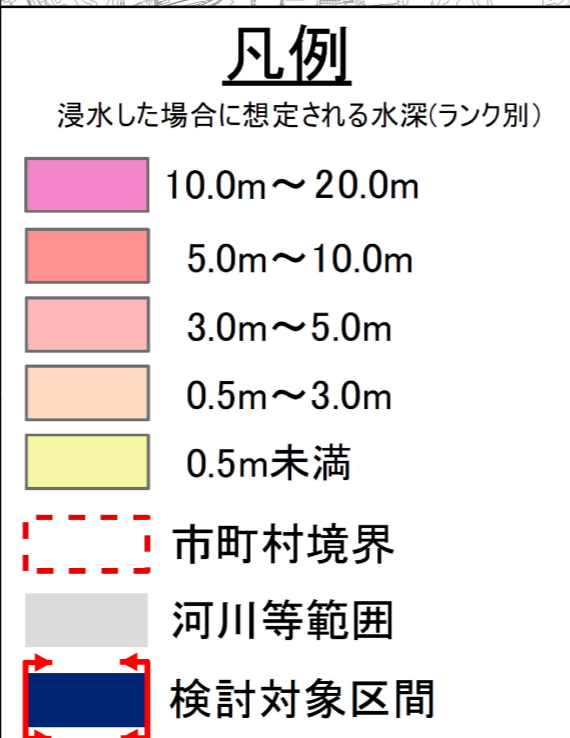 凡例
浸水した場合に想定される水深(ランク別)
10.0m～20.0m
5.0m～10.0m
3.0m～5.0m
0.5m～3.0m
0.5m未満
市町村境界
河川等範囲
検討対象区間